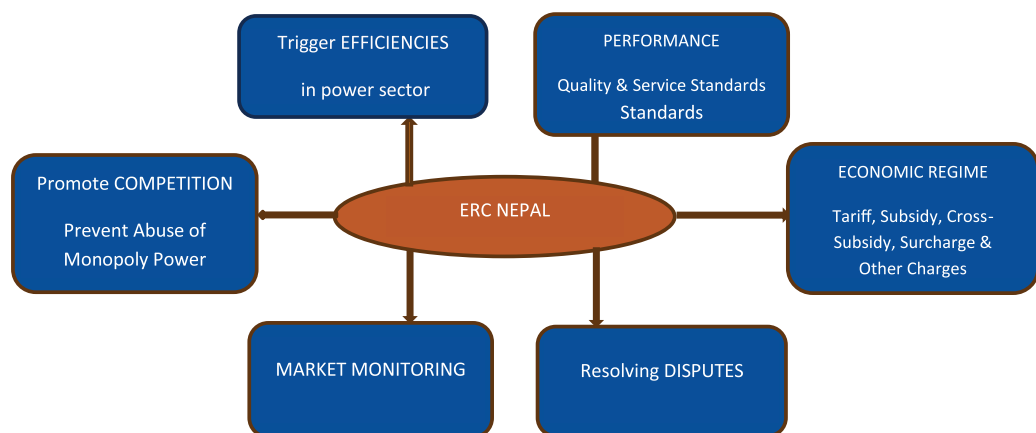 Trigger EFFICIENCIES
in power sector
PERFORMANCE
Quality & Service Standards
Standards
Promote COMPETITION
Prevent Abuse of
Monopoly Power
ERC NEPAL
ECONOMIC REGIME
Tariff, Subsidy, Cross-
Subsidy, Surcharge &
Other Charges
MARKET MONITORING
Resolving DISPUTES